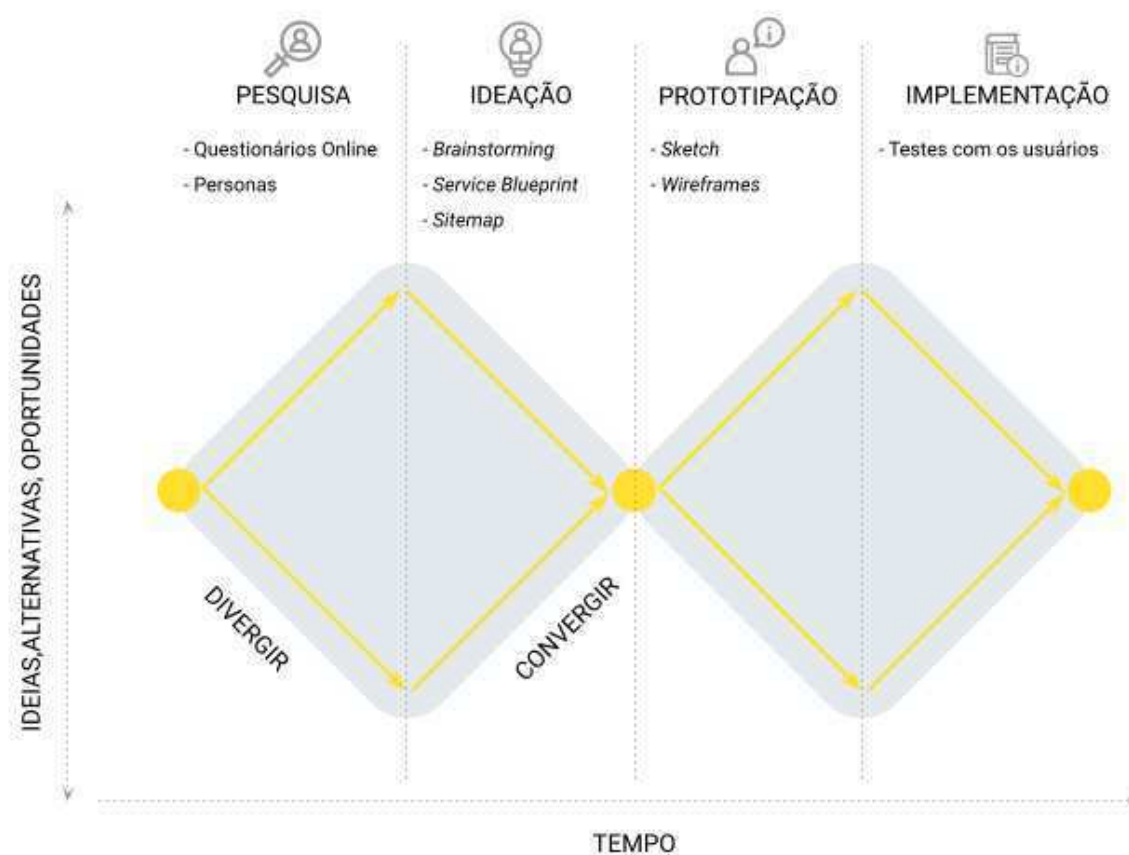 PESQUISA
- Questionários Online
- Personas
IDEAÇÃO
- Brainstorming
- Service Blueprint
- Sitemap
PROTOTIPAÇÃO
- Sketch
- Wireframes
IMPLEMENTAÇÃO
- Testes com os usuários
IDEIAS,ALTERNATIVAS, OPORTUNIDADES
DIVERGIR
CONVERGIR
TEMPO